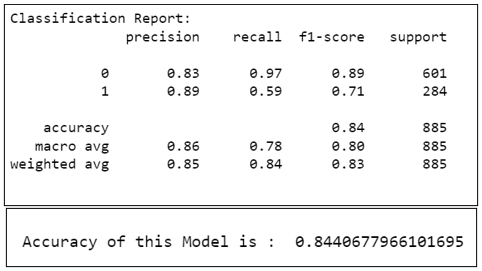 Classification Report:
precision recall f1-score support
0 0.83 0.97 0.89 601
1 0.89 0.59 0.71 284
accuracy 0.84 885
macro avg 0.86 0.78 0.80 885
weighted avg 0.85 0.84 0.83 885
Accuracy of this Model is : 0.8440677966101695